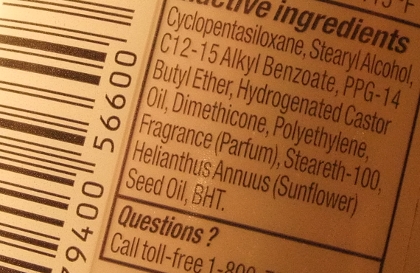 active ingredients
Cyclopentasiloxane, Stearyl Alcohol,
C12-15 Alkyl Benzoate, PPG-14
Butyl Ether, Hydrogenated Castor
Oil, Dimethicone, Polyethylene,
Fragrance (Parfum), Steareth-100,
Helianthus Annuus (Sunflower)
Seed Oil, BHT.
Questions?
Call toll-free 1-800-
79400 56600